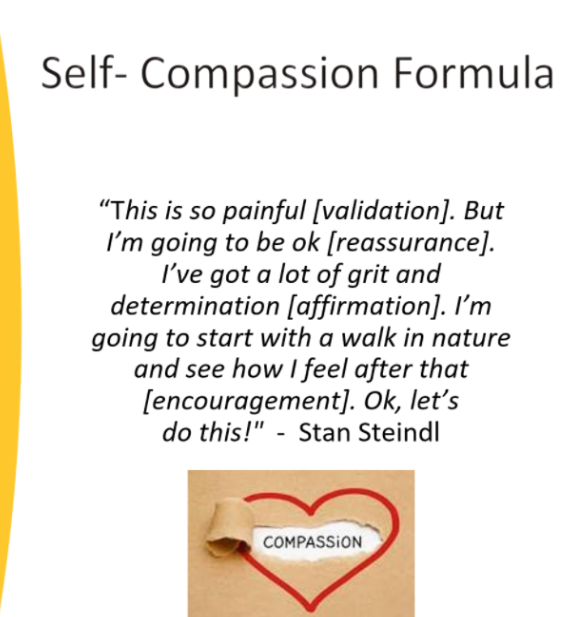 Self- Compassion Formula
“This is so painful [validation]. But
I’m going to be ok [reassurance].
I’ve got a lot of grit and
determination [affirmation]. I’m
going to start with a walk in nature
and see how I feel after that
[encouragement]. Ok, let’s
do this!" - Stan Steindl
COMPASSiON